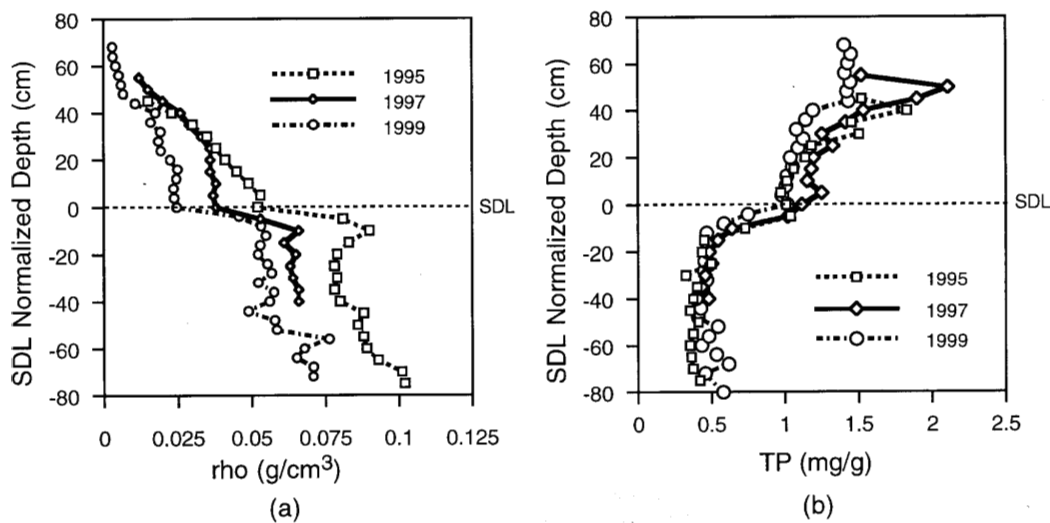 80
60
40
20
0
-20
-40
-60
-80
SDL Normalized Depth (cm)
1995
1997
1999
SDL
0 0.025 0.05 0.075 0.1 0.125
rho (g/cm³)
(a)
80
60
40
20
0
-20
-40
-60
-80
SDL Normalized Depth (cm)
SDL
1995
1997
1999
0 0.5 1 1.5 2 2.5
TP (mg/g)
(b)